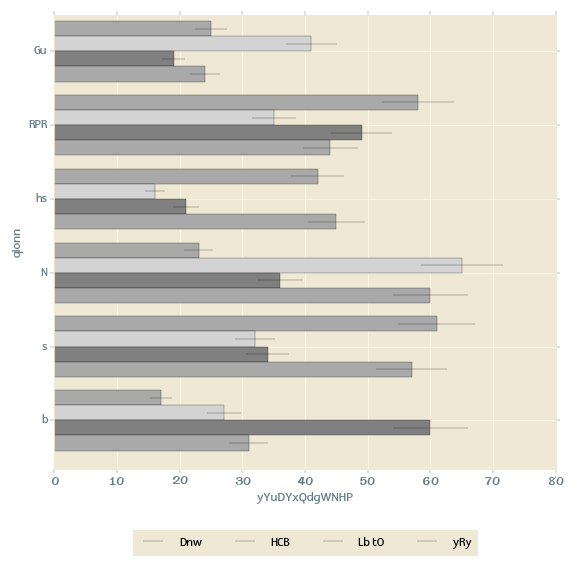 Gu
RPR
hs
N
s
b
qlonn
0 10 20 30 40 50 60 70 80
yYuDYxQdgWNHP
Dnw HCB Lb tO yRy